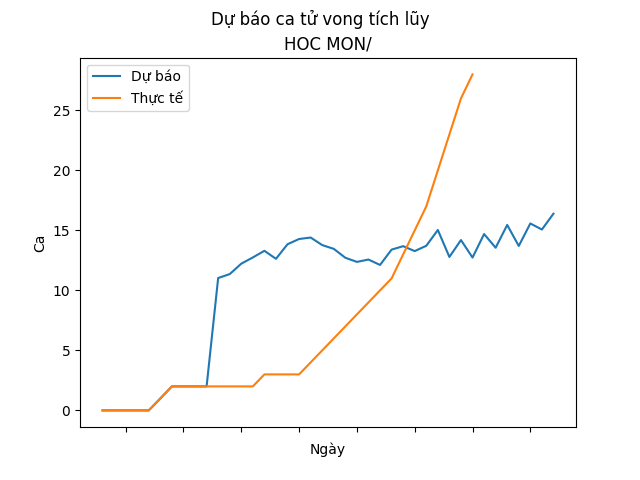 Dự báo ca tử vong tích lũy
HOC MON/
Dự báo
Thực tế
25
20
15
10
5
0
Ca
Ngày